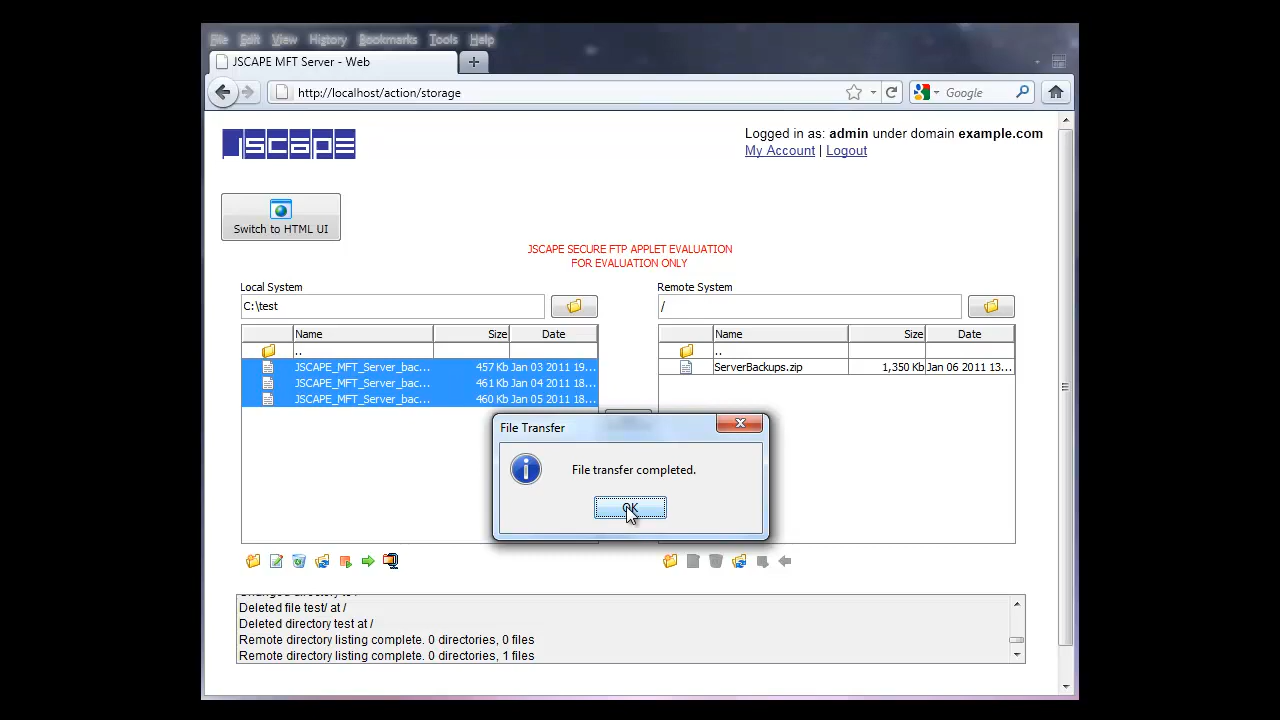 File Edit View History Bookmarks Tools Help
JSCAPE MFT Server - Web
http://localhost/action/storage
Google
Logged in as: admin under domain example.com
JSCAPE
My Account | Logout
Switch to HTML UI
JSCAPE SECURE FTP APPLET EVALUATION
FOR EVALUATION ONLY
Local System
Remote System
C:\test
/
Name Size Date
Name Size Date
..
..
JSCAPE_MFT_Server_bac... 457 Kb Jan 03 2011 19...
ServerBackups.zip 1,350 Kb Jan 06 2011 13...
JSCAPE_MFT_Server_bac... 461 Kb Jan 04 2011 18...
JSCAPE_MFT_Server_bac... 460 Kb Jan 05 2011 18...
File Transfer
File transfer completed.
OK
Deleted file test/ at /
Deleted directory test at /
Remote directory listing complete. 0 directories, 0 files
Remote directory listing complete. 0 directories, 1 files